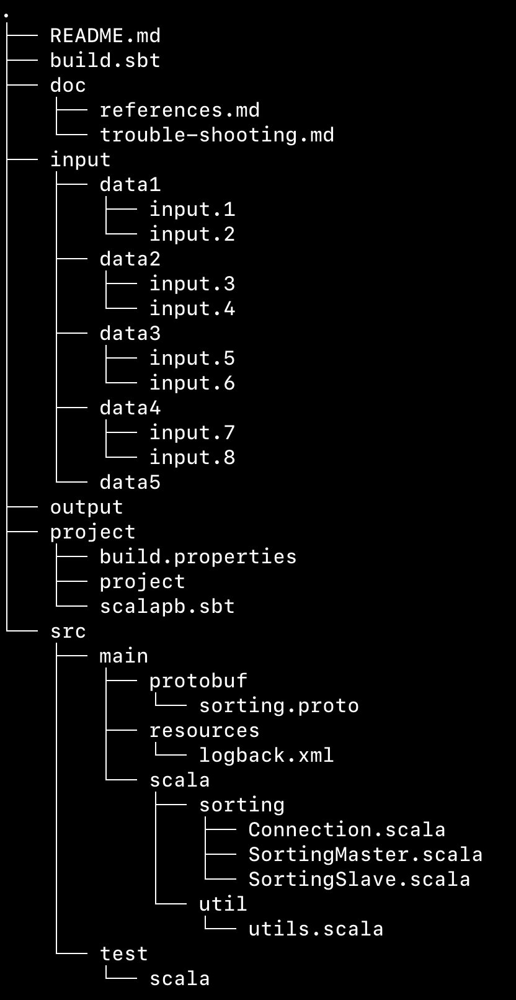 .
├── README.md
├── build.sbt
├── doc
│   ├── references.md
│   └── trouble-shooting.md
├── input
│   ├── data1
│   │   ├── input.1
│   │   └── input.2
│   ├── data2
│   │   ├── input.3
│   │   └── input.4
│   ├── data3
│   │   ├── input.5
│   │   └── input.6
│   ├── data4
│   │   ├── input.7
│   │   └── input.8
│   └── data5
├── output
├── project
│   ├── build.properties
│   ├── project
│   └── scalapb.sbt
└── src
    ├── main
    │   ├── protobuf
    │   │   └── sorting.proto
    │   ├── resources
    │   │   └── logback.xml
    │   └── scala
    │       ├── sorting
    │       │   ├── Connection.scala
    │       │   ├── SortingMaster.scala
    │       │   └── SortingSlave.scala
    │       └── util
    │           └── utils.scala
    └── test
        └── scala